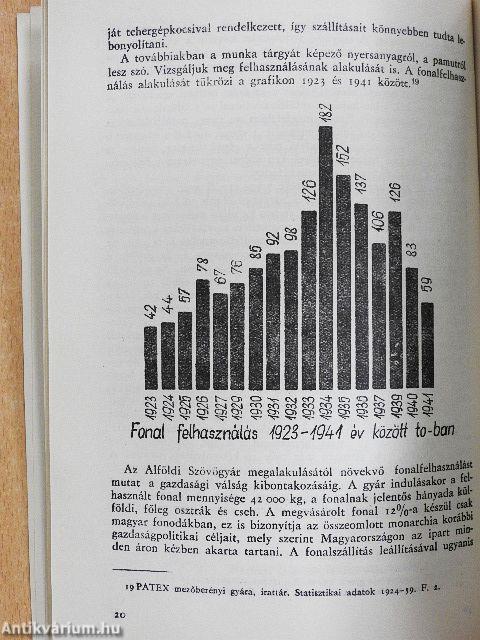 ját tehergépkocsival rendelkezett, így szállításait könnyebben tudta le-
bonyolítani.
A továbbiakban a munka tárgyát képező nyersanyagról, a pamutról
lesz szó. Vizsgáljuk meg felhasználásának alakulását is. A fonalfelhasz-
nálás alakulását tükrözi a grafikon 1923 és 1941 között.19
42 44 57 78 67 76 85 92 98 126 182 152 137 106 126 83 59
1923 1924 1925 1926 1927 1929 1930 1931 1932 1933 1934 1935 1936 1937 1939 1940 1941
Fonal felhasználás 1923-1941 év között to-ban
Az Alföldi Szövőgyár megalakulásától növekvő fonalfelhasználást
mutat a gazdasági válság kibontakozásáig. A gyár indulásakor a fel-
használt fonal mennyisége 42 000 kg, a fonalnak jelentős hányada kül-
földi, főleg osztrák és cseh. A megvásárolt fonal 12%-a készül csak
magyar fonodákban, ez is bizonyítja az összeomlott monarchia korábbi
gazdaságpolitikai céljait, mely szerint Magyarországon az ipart min-
den áron kézben akarta tartani. A fonalszállítás leállításával ugyanis
19 PATEX mezőberényi gyára, irattár. Statisztikai adatok 1924-39. F. 2.
20
Antikvárium.hu